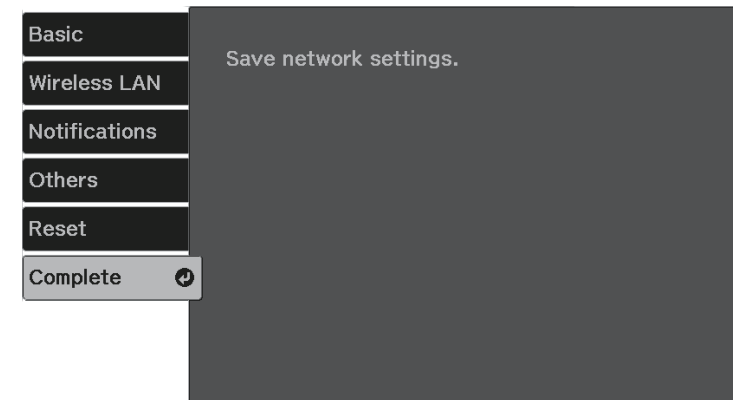 Basic
Save network settings.
Wireless LAN
Notifications
Others
Reset
Complete